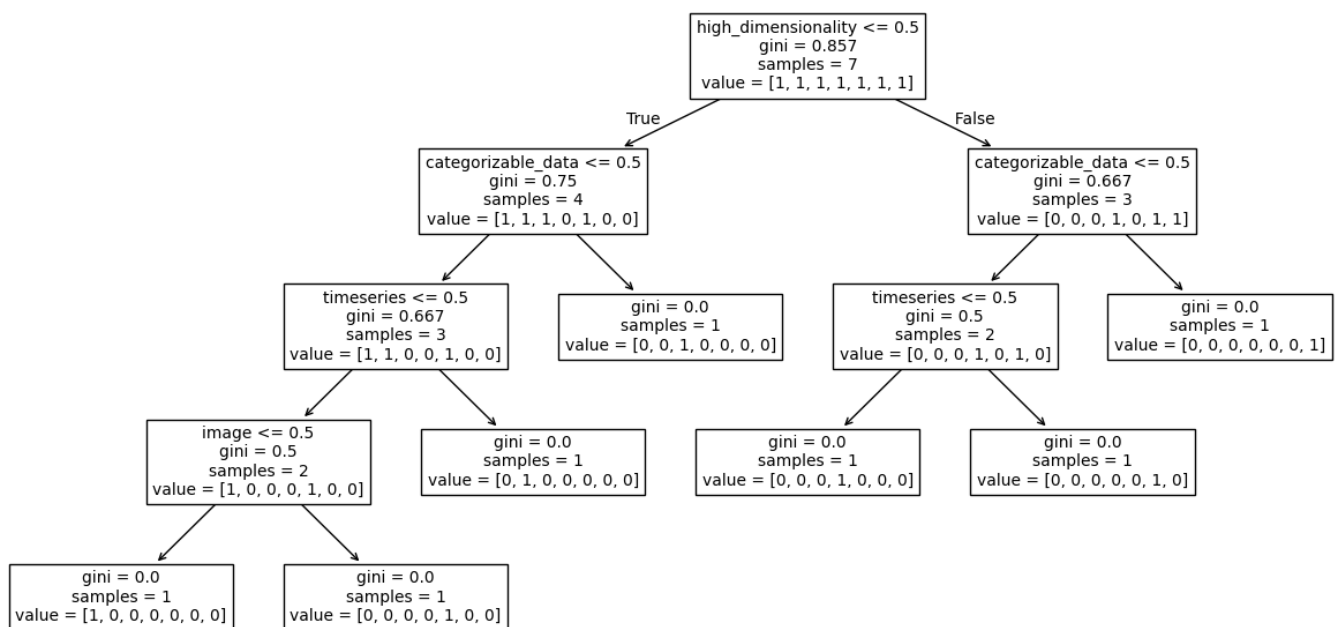 high_dimensionality <= 0.5
gini = 0.857
samples = 7
value = [1, 1, 1, 1, 1, 1, 1]
True
False
categorizable_data <= 0.5
gini = 0.75
samples = 4
value = [1, 1, 1, 0, 1, 0, 0]
categorizable_data <= 0.5
gini = 0.667
samples = 3
value = [0, 0, 0, 1, 0, 1, 1]
timeseries <= 0.5
gini = 0.667
samples = 3
value = [1, 1, 0, 0, 1, 0, 0]
gini = 0.0
samples = 1
value = [0, 0, 1, 0, 0, 0, 0]
timeseries <= 0.5
gini = 0.5
samples = 2
value = [0, 0, 0, 1, 0, 1, 0]
gini = 0.0
samples = 1
value = [0, 0, 0, 0, 0, 0, 1]
image <= 0.5
gini = 0.5
samples = 2
value = [1, 0, 0, 0, 1, 0, 0]
gini = 0.0
samples = 1
value = [0, 1, 0, 0, 0, 0, 0]
gini = 0.0
samples = 1
value = [0, 0, 0, 1, 0, 0, 0]
gini = 0.0
samples = 1
value = [0, 0, 0, 0, 0, 1, 0]
gini = 0.0
samples = 1
value = [1, 0, 0, 0, 0, 0, 0]
gini = 0.0
samples = 1
value = [0, 0, 0, 0, 1, 0, 0]